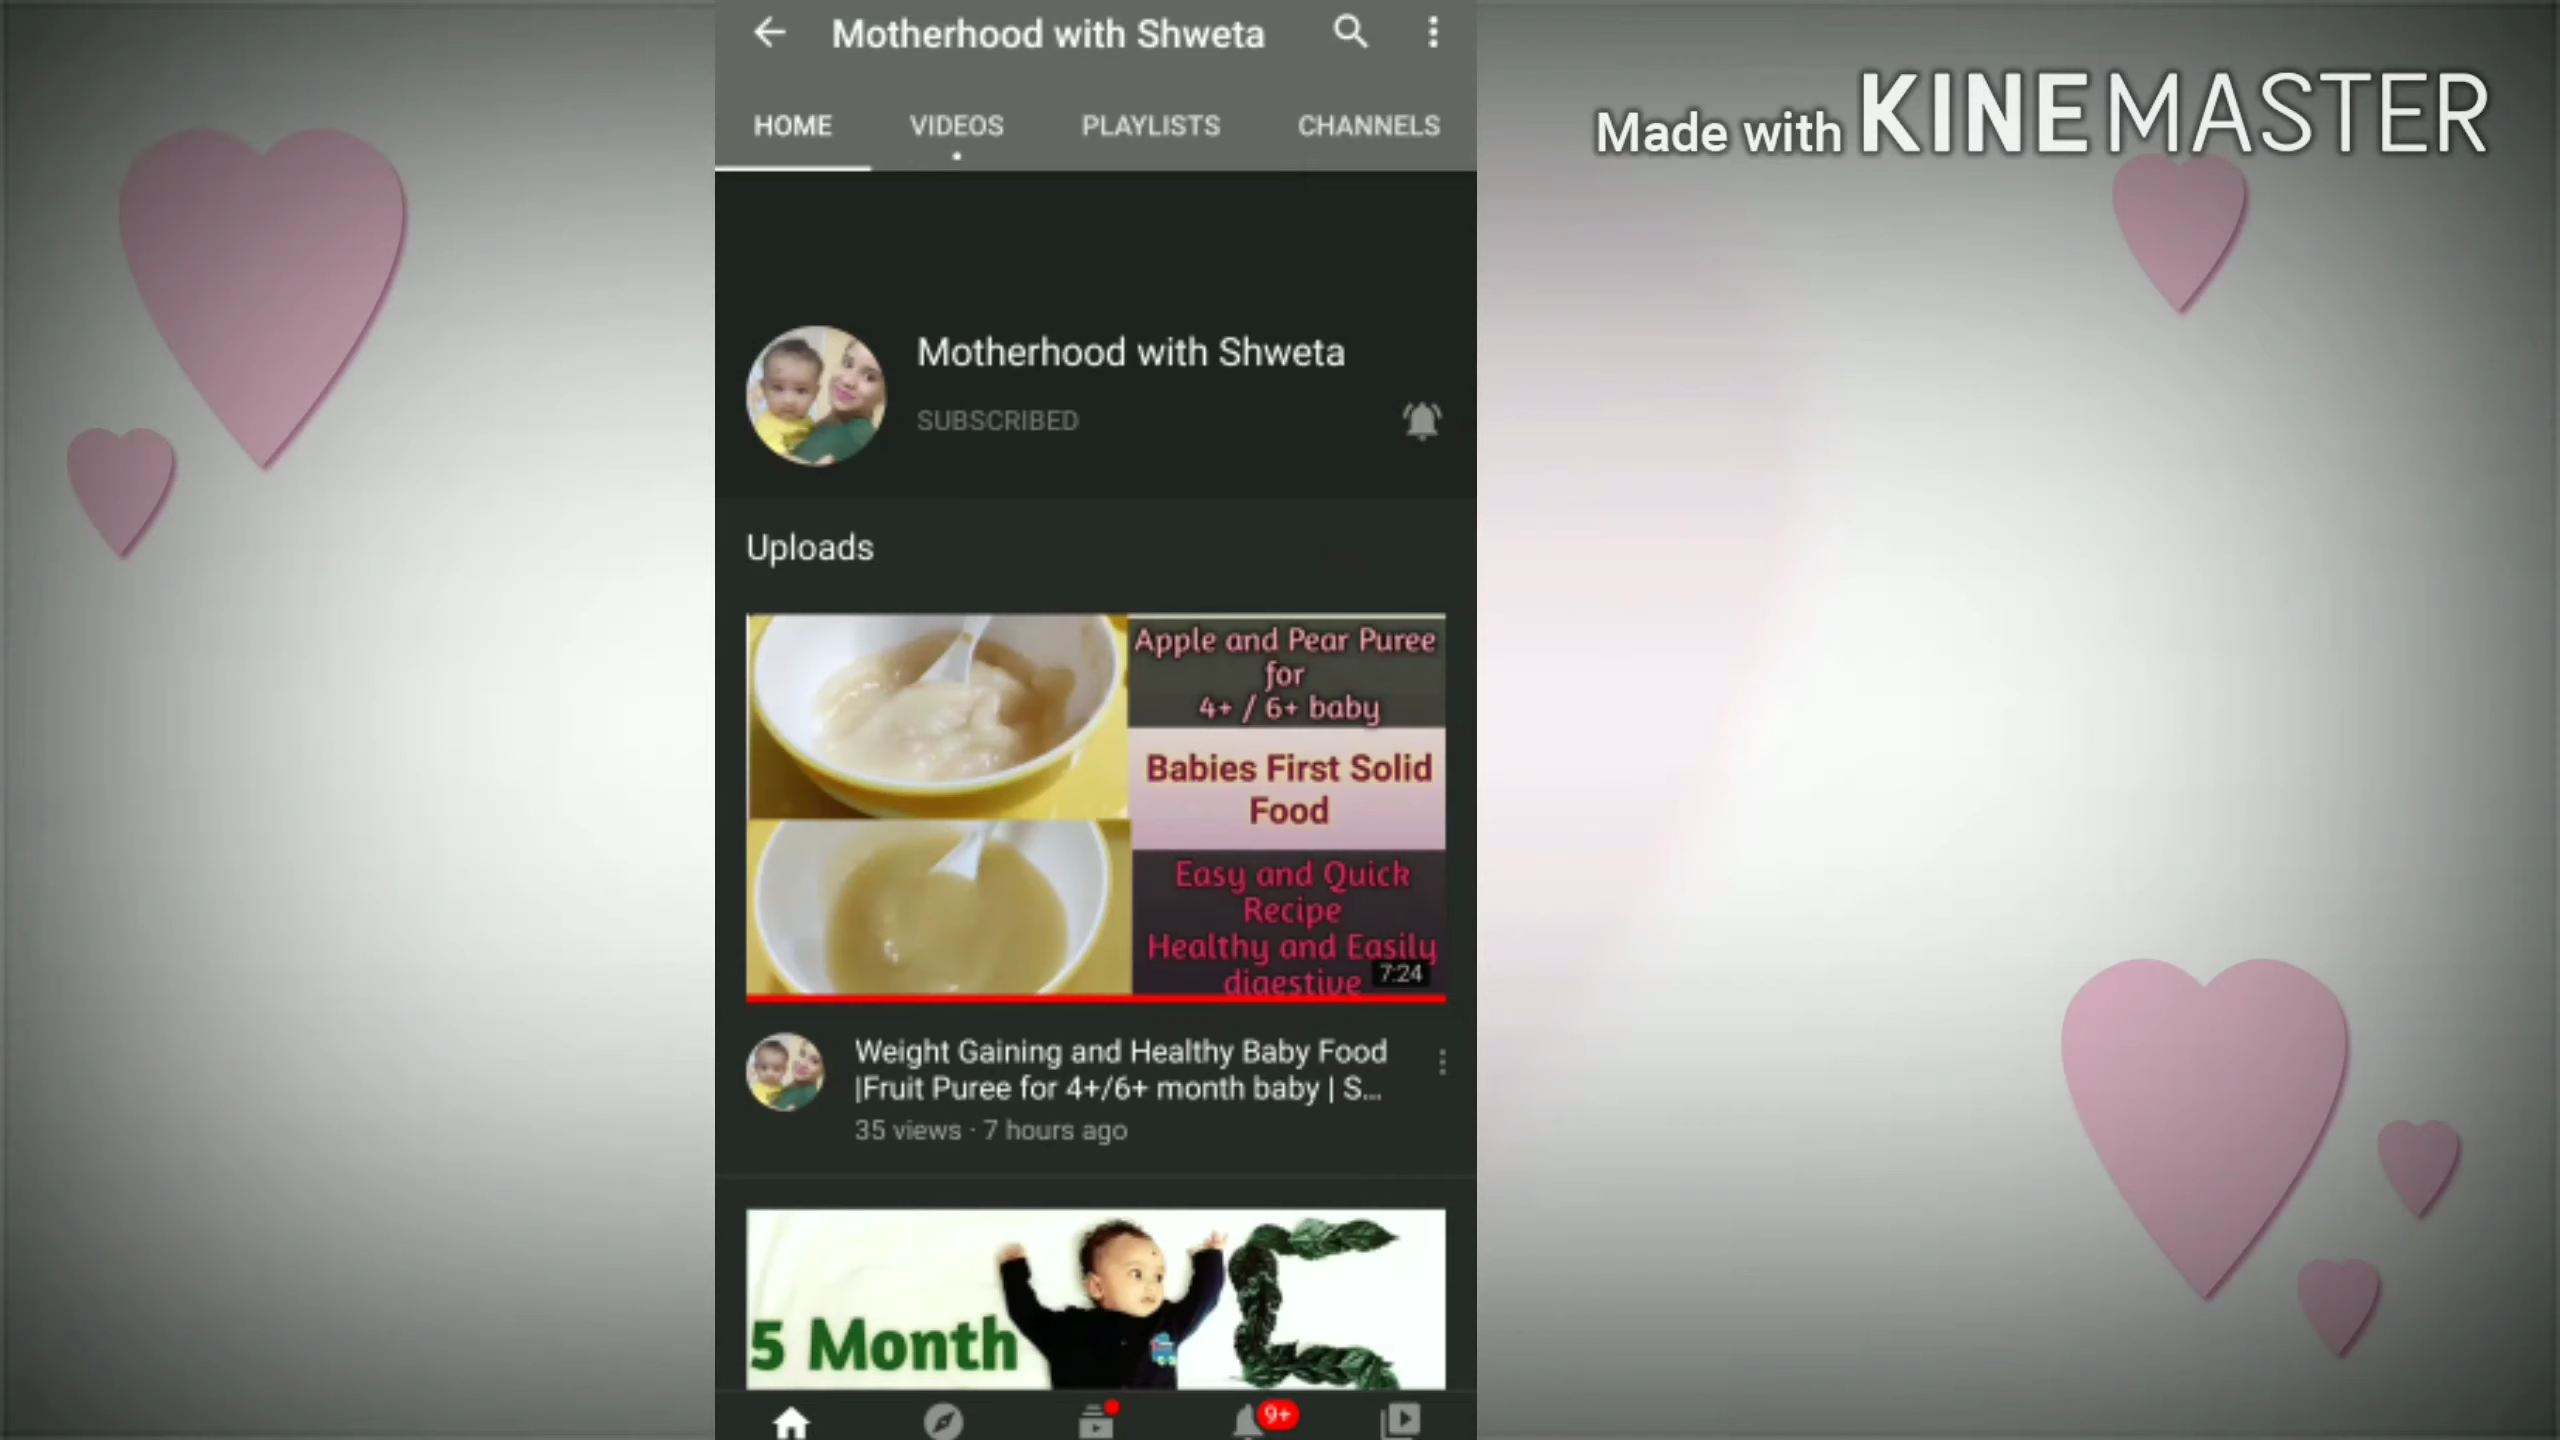 Motherhood with Shweta
Made with KINEMASTER
HOME VIDEOS PLAYLISTS CHANNELS
Motherhood with Shweta
SUBSCRIBED
Uploads
Apple and Pear Puree
for
4+ / 6+ baby
Babies First Solid
Food
Easy and Quick
Recipe
Healthy and Easily
digestive
7:24
Weight Gaining and Healthy Baby Food
|Fruit Puree for 4+/6+ month baby | S...
35 views · 7 hours ago
5 Month
9+